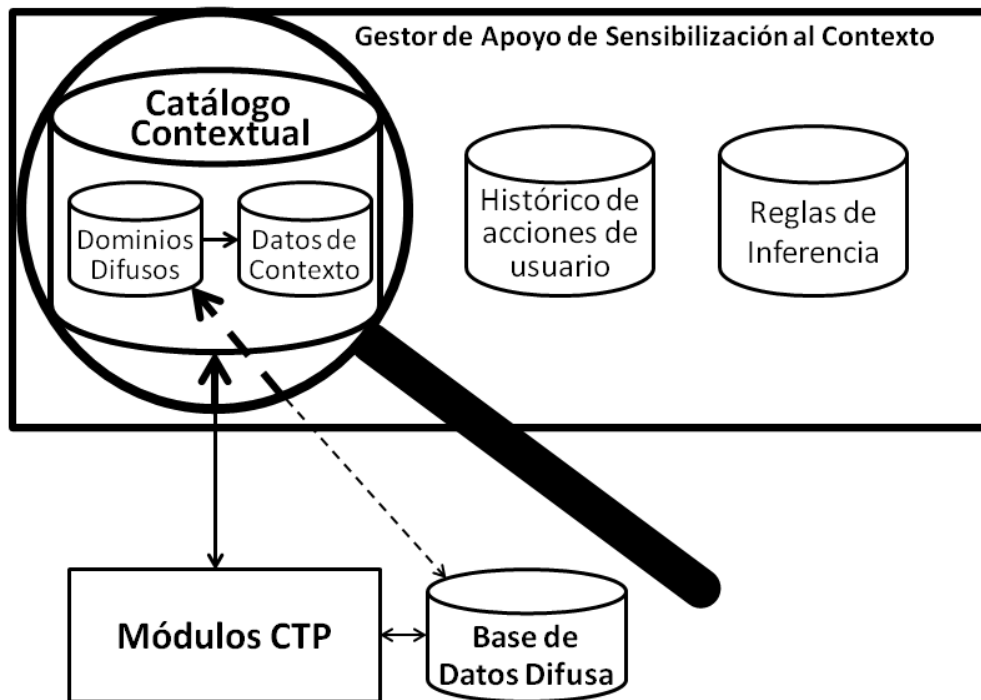 Gestor de Apoyo de Sensibilización al Contexto
Catálogo
Contextual
Dominios
Difusos
Datos de
Contexto
Histórico de
acciones de
usuario
Reglas de
Inferencia
Módulos CTP
Base de
Datos Difusa